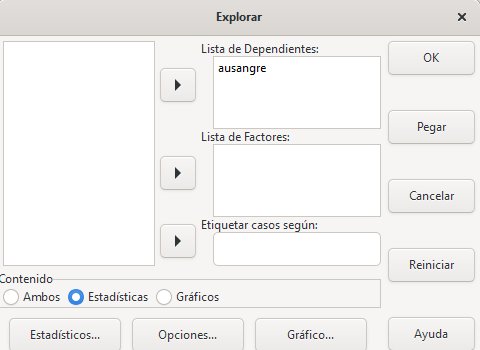 Explorar
Lista de Dependientes:
ausangre
OK
Lista de Factores:
Pegar
Etiquetar casos según:
Cancelar
Reiniciar
Contenido
Ambos
Estadísticas
Gráficos
Estadísticos...
Opciones...
Gráfico...
Ayuda